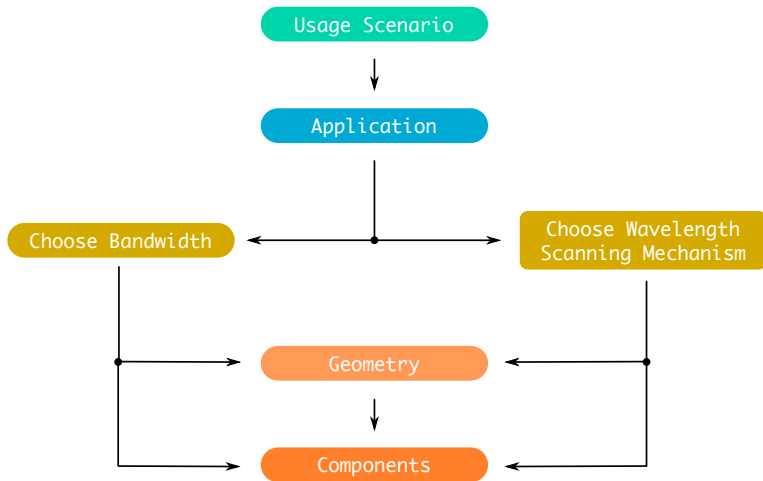 Usage Scenario
Application
Choose Bandwidth
Choose Wavelength
Scanning Mechanism
Geometry
Components